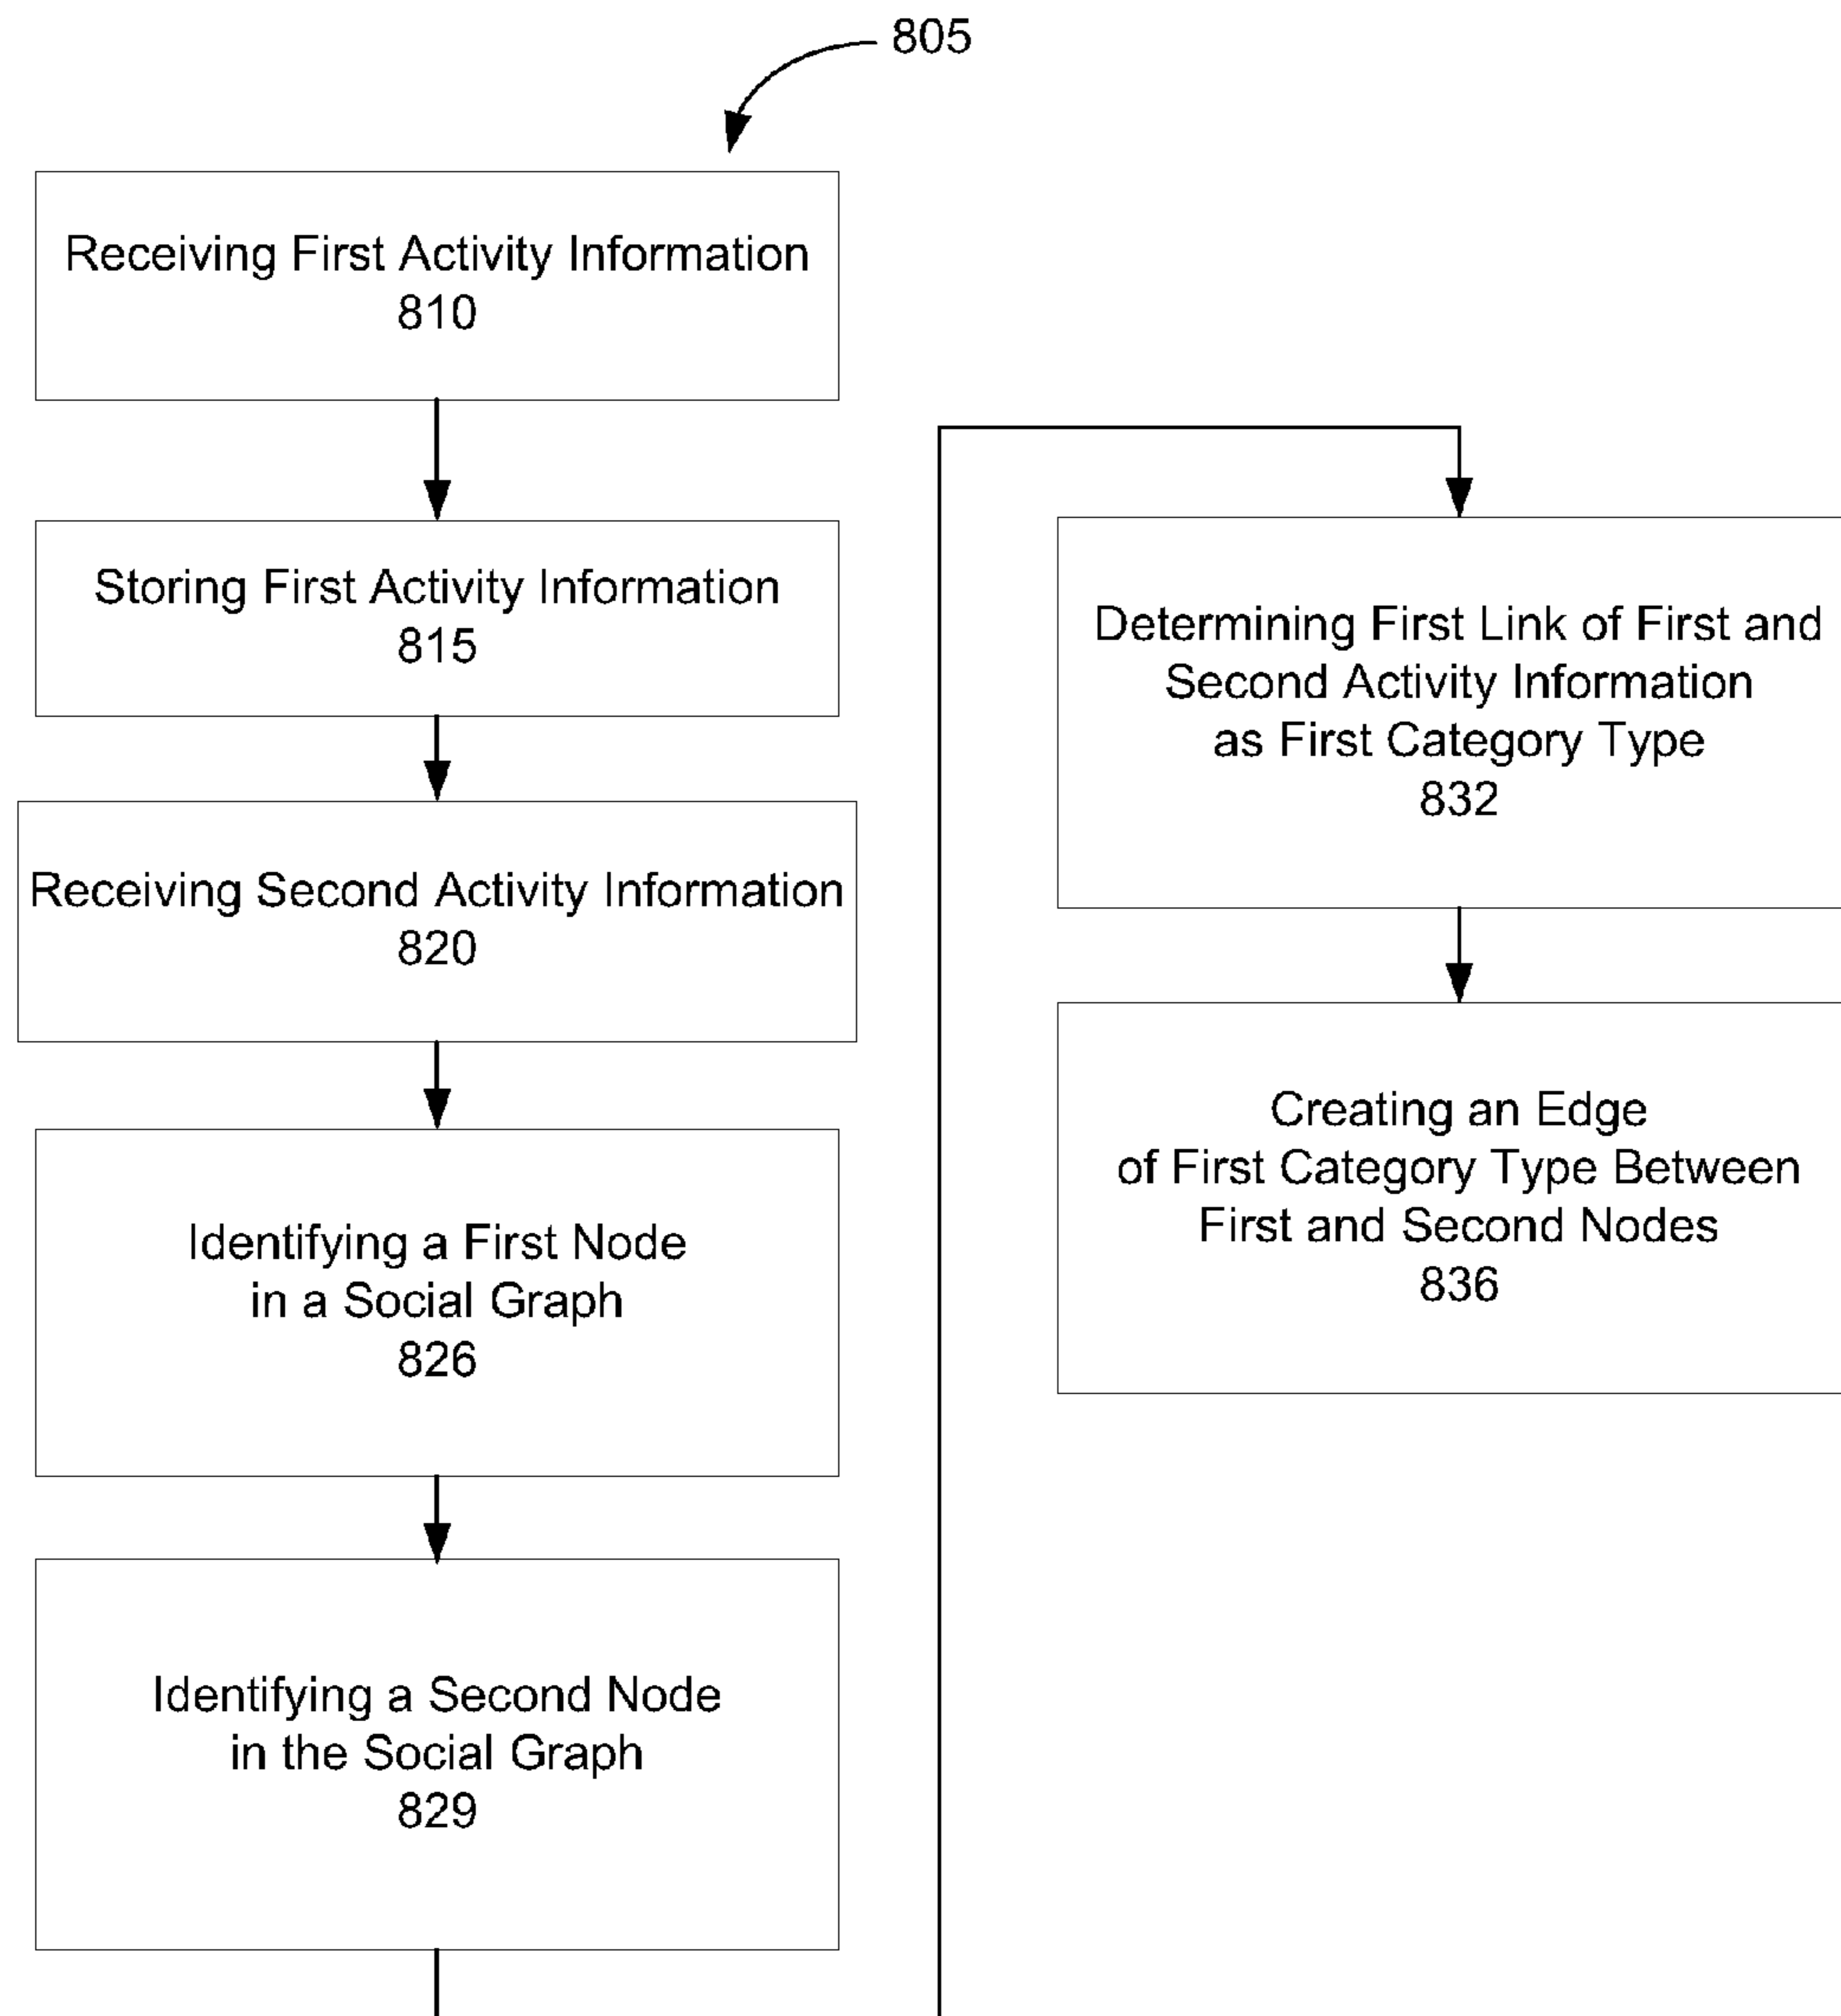 805
Receiving First Activity Information
810
Storing First Activity Information
815
Receiving Second Activity Information
820
Identifying a First Node
in a Social Graph
826
Identifying a Second Node
in the Social Graph
829
Determining First Link of First and
Second Activity Information
as First Category Type
832
Creating an Edge
of First Category Type Between
First and Second Nodes
836